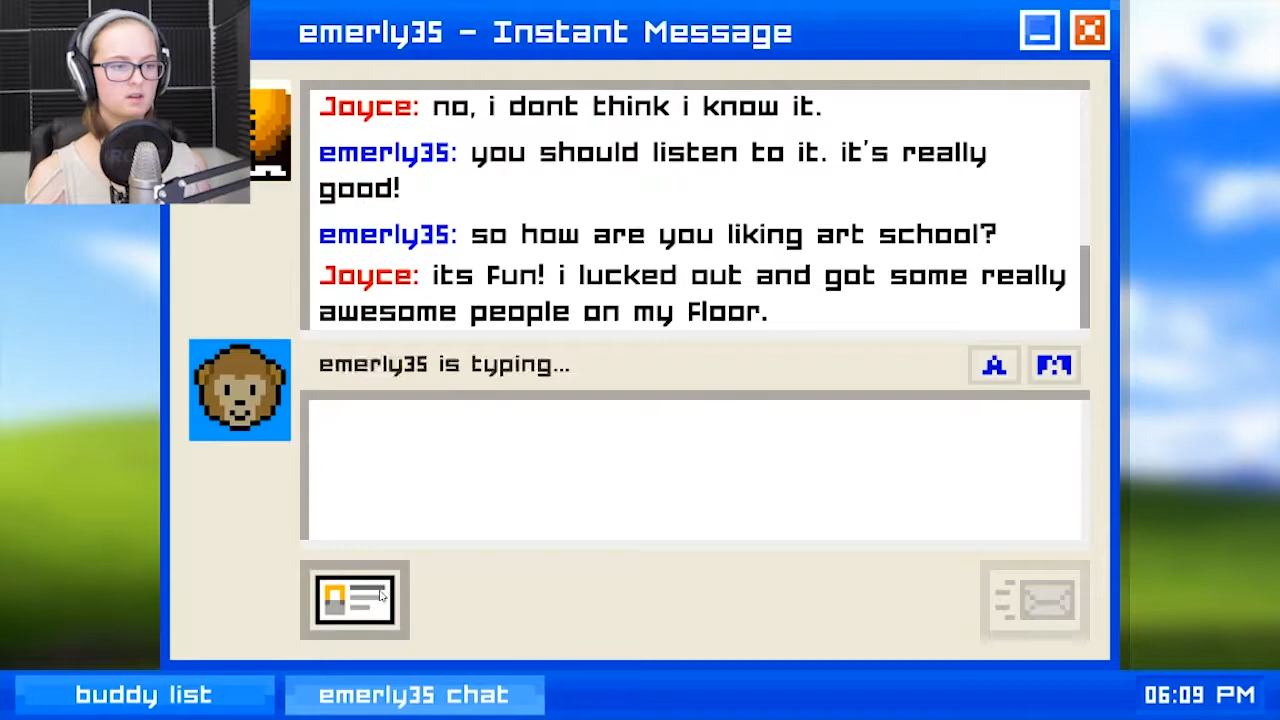 emerly35 - Instant Message
Joyce: no, i dont think i know it.
emerly35: you should listen to it. it's really
good!
emerly35: so how are you liking art school?
Joyce: its fun! i lucked out and got some really
awesome people on my floor.
emerly35 is typing...
A
buddy list
emerly35 chat
06:09 PM